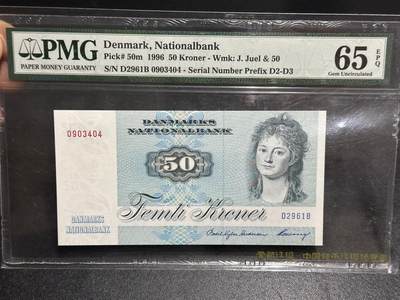 PMG
PAPER MONEY GUARANTY
Denmark, Nationalbank
Pick# 50m 1996 50 Kroner - Wmk: J. Juel & 50
S/N D2961B 0903404 - Serial Number Prefix D2-D3
65 EPQ
Gem Uncirculated
DANMARKS
NATIONALBANK
0903404
50
Femti Kroner
D2961B
DANMARKS
NATIONALBANK